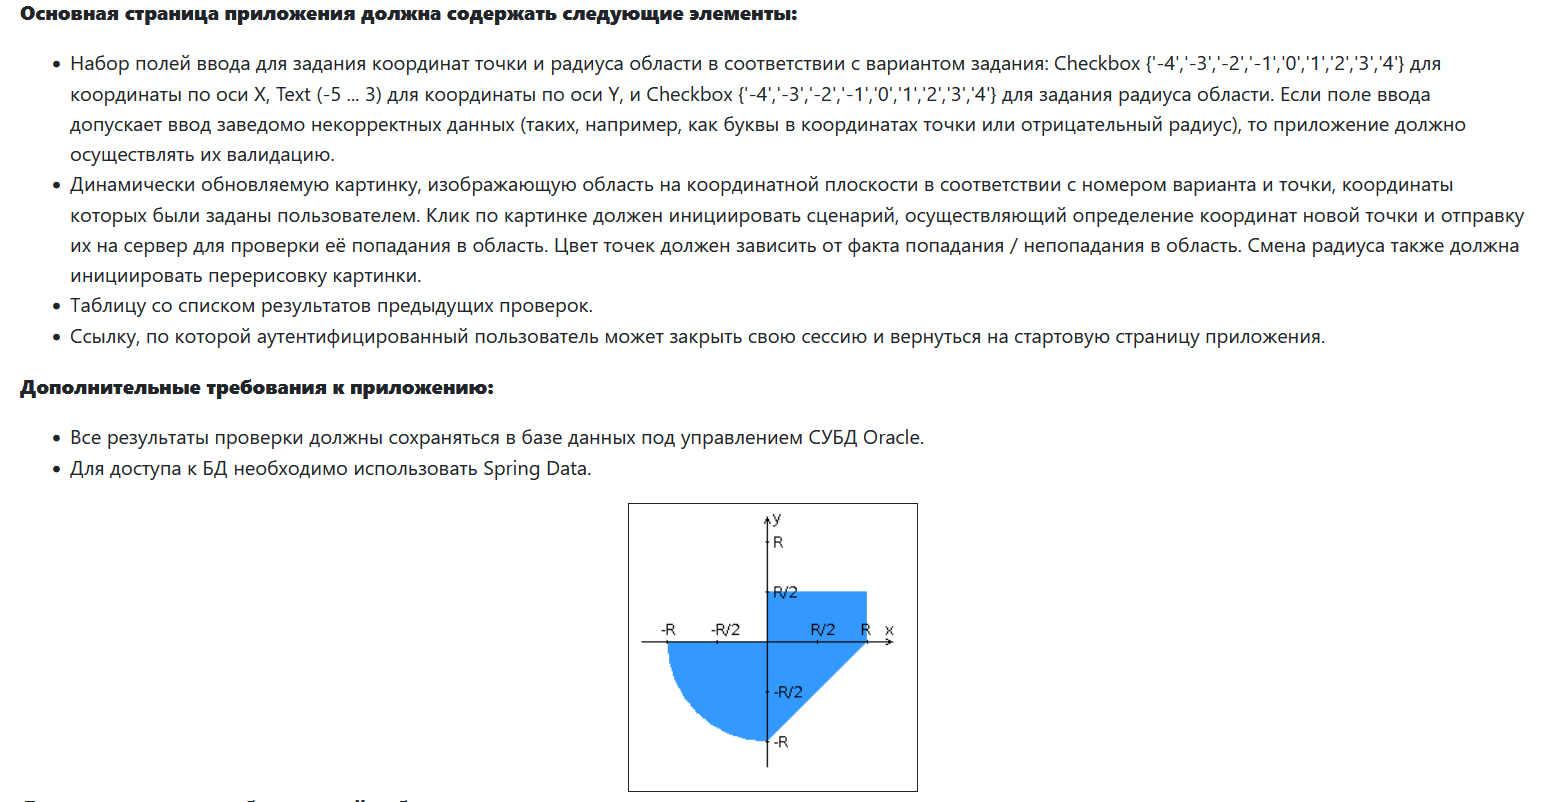 Основная страница приложения должна содержать следующие элементы:
• Набор полей ввода для задания координат точки и радиуса области в соответствии с вариантом задания: Checkbox {'-4','-3','-2','-1','0','1','2','3','4'} для
координаты по оси X, Text (-5 ... 3) для координаты по оси Y, и Checkbox {'-4','-3','-2','-1','0','1','2','3','4'} для задания радиуса области. Если поле ввода
допускает ввод заведомо некорректных данных (таких, например, как буквы в координатах точки или отрицательный радиус), то приложение должно
осуществлять их валидацию.
• Динамически обновляемую картинку, изображающую область на координатной плоскости в соответствии с номером варианта и точки, координаты
которых были заданы пользователем. Клик по картинке должен инициировать сценарий, осуществляющий определение координат новой точки и отправку
их на сервер для проверки её попадания в область. Цвет точек должен зависить от факта попадания / непопадания в область. Смена радиуса также должна
инициировать перерисовку картинки.
• Таблицу со списком результатов предыдущих проверок.
• Ссылку, по которой аутентифицированный пользователь может закрыть свою сессию и вернуться на стартовую страницу приложения.
Дополнительные требования к приложению:
• Все результаты проверки должны сохраняться в базе данных под управлением СУБД Oracle.
• Для доступа к БД необходимо использовать Spring Data.
y
R
R/2
-R -R/2 R/2 R x
-R/2
-R